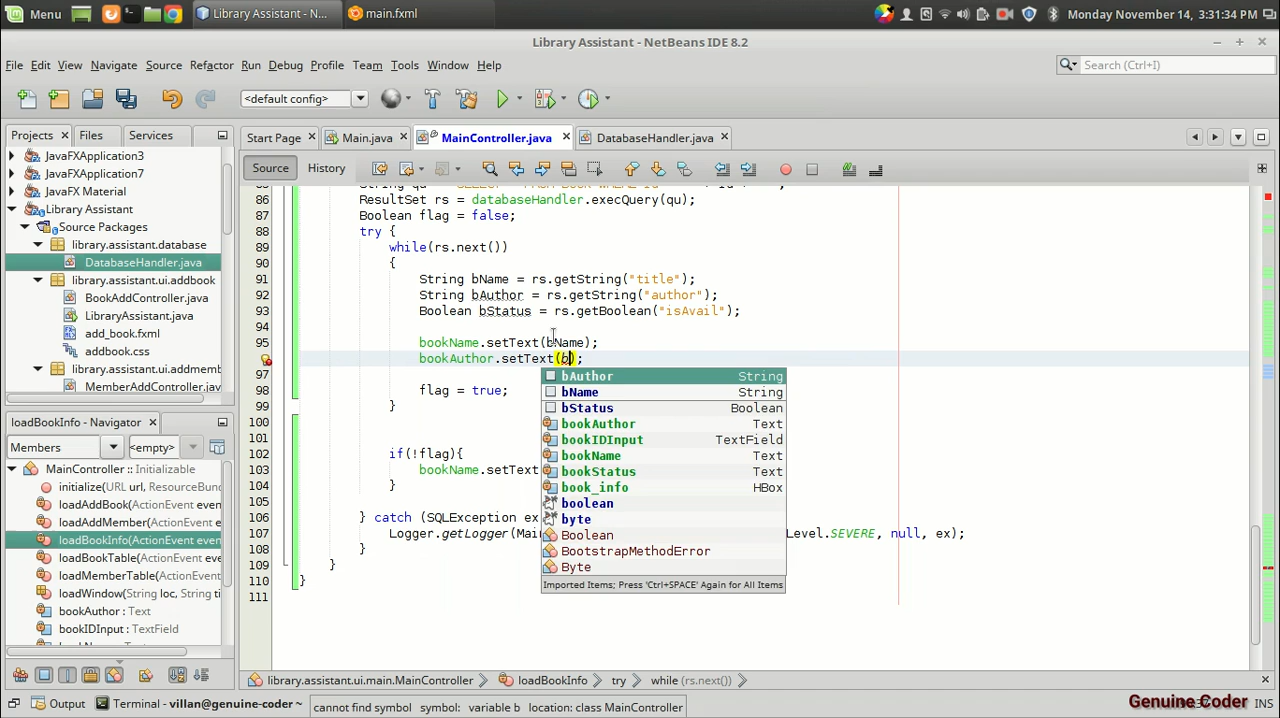 Menu
Library Assistant - N...
main.fxml
Monday November 14, 3:31:34 PM
Library Assistant - NetBeans IDE 8.2
File Edit View Navigate Source Refactor Run Debug Profile Team Tools Window Help
Search (Ctrl+I)
<default config>
Projects Files Services
Start Page Main.java MainController.java DatabaseHandler.java
Source History
JavaFXApplication3
JavaFXApplication7
JavaFX Material
Library Assistant
Source Packages
library.assistant.database
DatabaseHandler.java
library.assistant.ui.addbook
BookAddController.java
LibraryAssistant.java
add_book.fxml
addbook.css
library.assistant.ui.addmemb
MemberAddController.java
loadBookInfo - Navigator
Members <empty>
MainController :: Initializable
initialize(URL url, ResourceBund
loadAddBook(ActionEvent even
loadAddMember(ActionEvent e
loadBookInfo(ActionEvent even
loadBookTable(ActionEvent eve
loadMemberTable(ActionEvent
loadWindow(String loc, String ti
bookAuthor : Text
bookIDInput : TextField
86 ResultSet rs = databaseHandler.execQuery(qu);
87 Boolean flag = false;
88 try {
89 while(rs.next())
90 {
91 String bName = rs.getString("title");
92 String bAuthor = rs.getString("author");
93 Boolean bStatus = rs.getBoolean("isAvail");
94
95 bookName.setText(bName);
bookAuthor.setText(b);
97
98 flag = true;
99 }
100
101
102 if(!flag){
103 bookName.setText
104 }
105
106 } catch (SQLException ex
107 Logger.getLogger(Mai Level.SEVERE, null, ex);
108 }
109 }
110 }
111
bAuthor String
bName String
bStatus Boolean
bookAuthor Text
bookIDInput TextField
bookName Text
bookStatus Text
book_info HBox
boolean
byte
Boolean
BootstrapMethodError
Byte
Imported Items; Press 'Ctrl+SPACE' Again for All Items
library.assistant.ui.main.MainController loadBookInfo try while (rs.next())
Output Terminal - villan@genuine-coder ~ cannot find symbol symbol: variable b location: class MainController INS
Genuine Coder